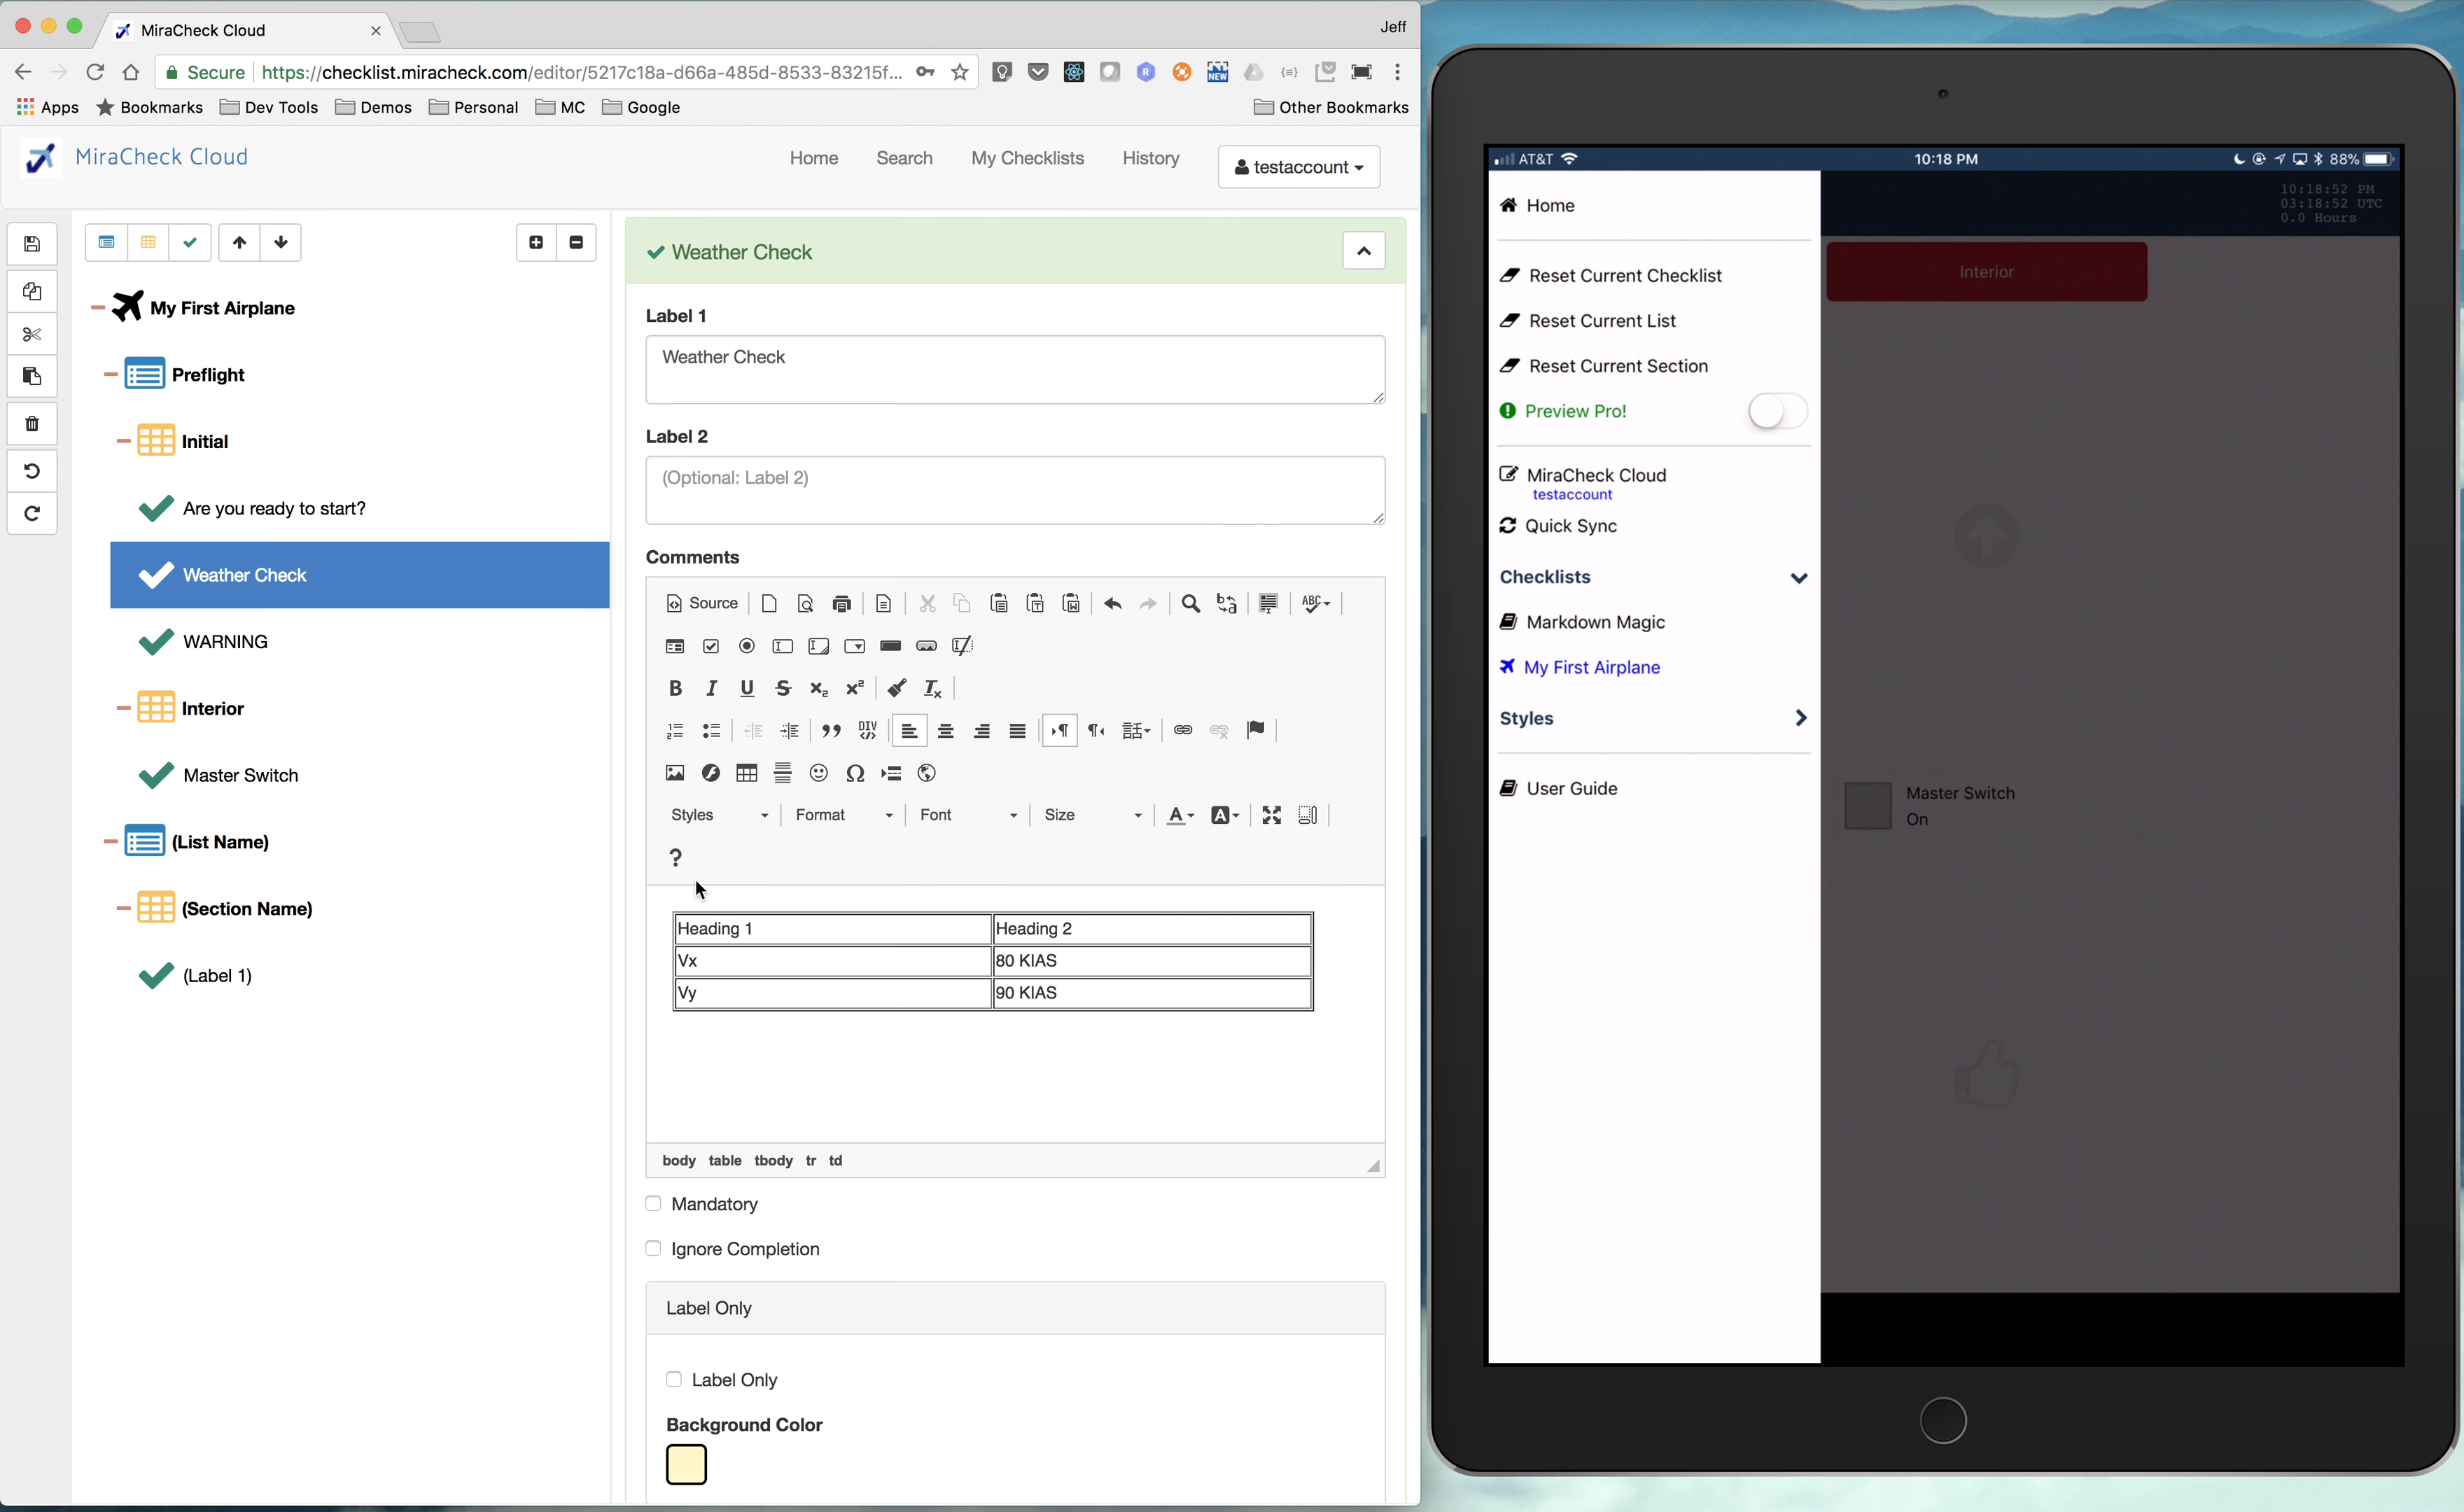 MiraCheck Cloud
Jeff
Secure https://checklist.miracheck.com/editor/5217c18a-d66a-485d-8533-83215f...
NEW
Apps Bookmarks Dev Tools Demos Personal MC Google Other Bookmarks
MiraCheck Cloud
Home Search My Checklists History testaccount
My First Airplane
Preflight
Initial
Are you ready to start?
Weather Check
WARNING
Interior
Master Switch
(List Name)
(Section Name)
(Label 1)
Weather Check
Label 1
Weather Check
Label 2
(Optional: Label 2)
Comments
Source
ABC
B I U S x₂ x² Tx
DIV
Styles Format Font Size A A
?
Heading 1 Heading 2
Vx 80 KIAS
Vy 90 KIAS
body table tbody tr td
Mandatory
Ignore Completion
Label Only
Label Only
Background Color
AT&T 10:18 PM 88%
Home
Reset Current Checklist
Reset Current List
Reset Current Section
Preview Pro!
MiraCheck Cloud
testaccount
Quick Sync
Checklists
Markdown Magic
My First Airplane
Styles
User Guide
10:18:52 PM
03:18:52 UTC
0.0 Hours
Interior
Master Switch
On